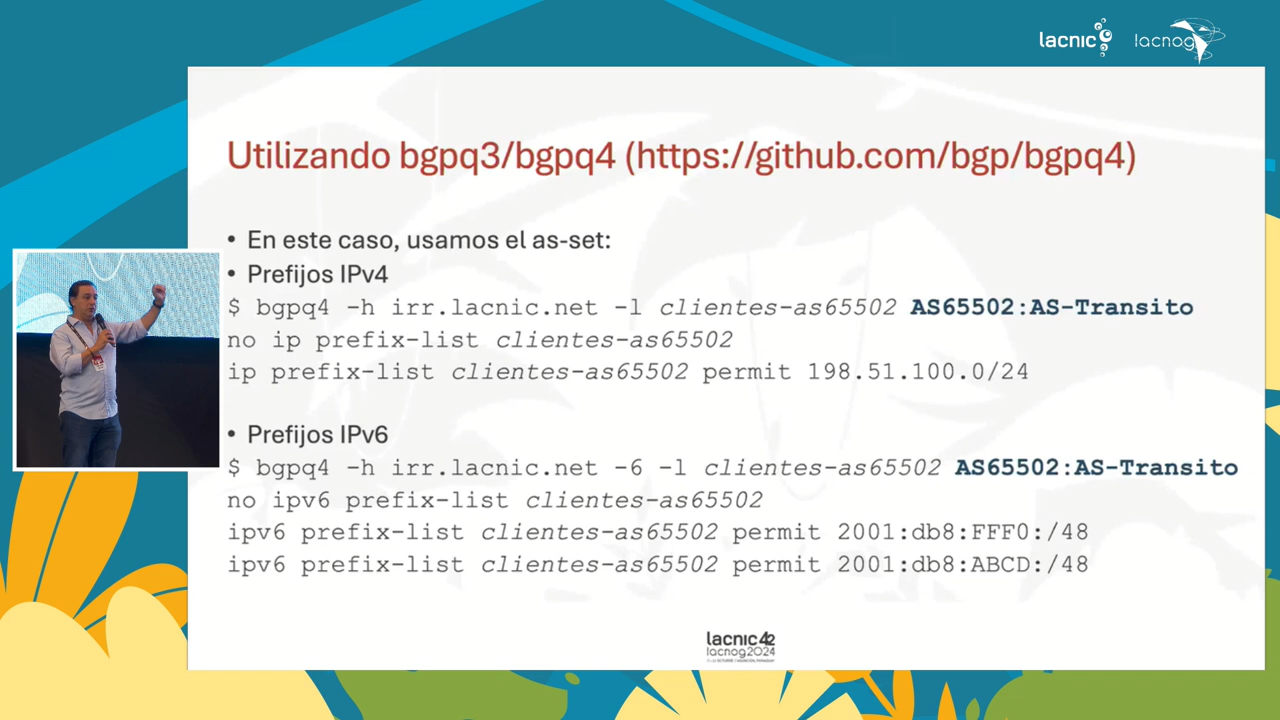 lacnic
lacnog
Utilizando bgpq3/bgpq4 (https://github.com/bgp/bgpq4)
• En este caso, usamos el as-set:
• Prefijos IPv4
$ bgpq4 -h irr.lacnic.net -l clientes-as65502 AS65502:AS-Transito
no ip prefix-list clientes-as65502
ip prefix-list clientes-as65502 permit 198.51.100.0/24
• Prefijos IPv6
$ bgpq4 -h irr.lacnic.net -6 -l clientes-as65502 AS65502:AS-Transito
no ipv6 prefix-list clientes-as65502
ipv6 prefix-list clientes-as65502 permit 2001:db8:FFF0:/48
ipv6 prefix-list clientes-as65502 permit 2001:db8:ABCD:/48
lacnic42
lacnog2024